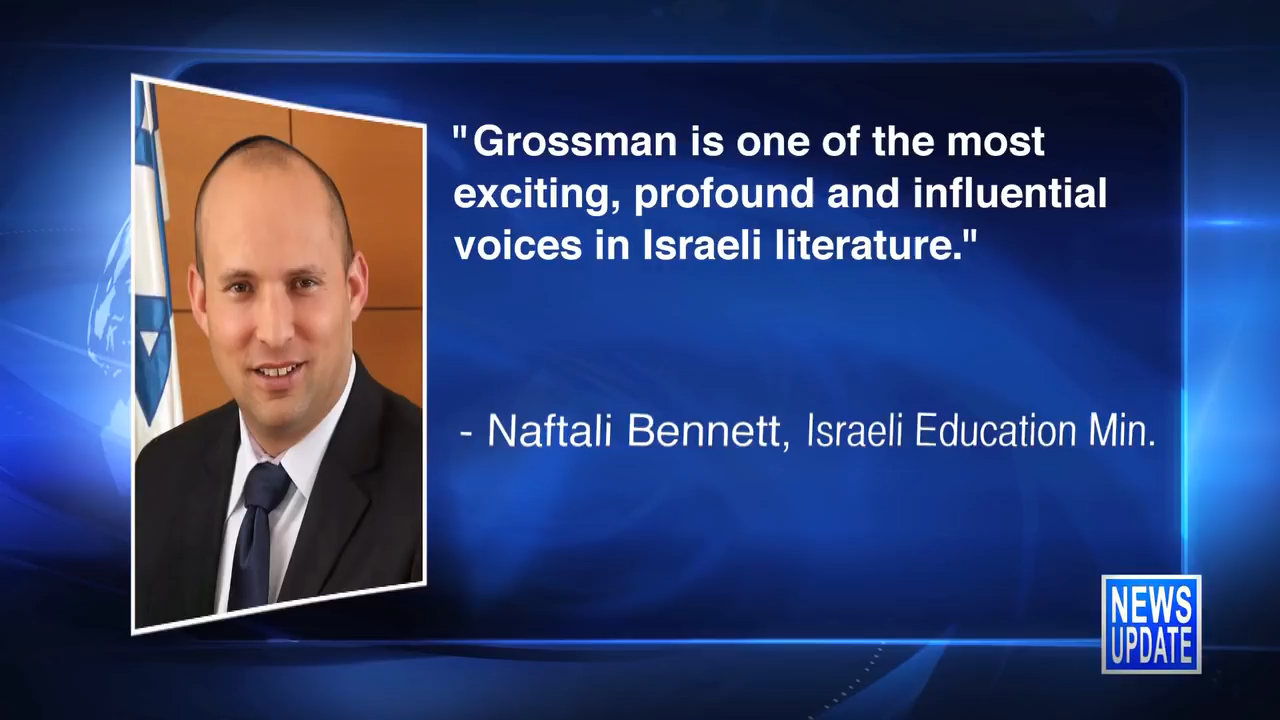 "Grossman is one of the most
exciting, profound and influential
voices in Israeli literature."
- Naftali Bennett, Israeli Education Min.
NEWS
UPDATE